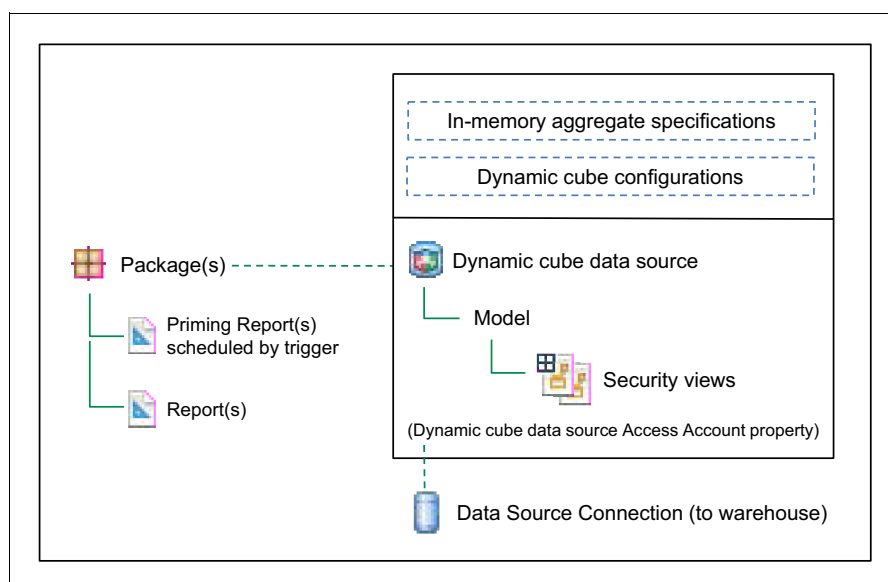 In-memory aggregate specifications
Dynamic cube configurations
Package(s)
Dynamic cube data source
Priming Report(s)
scheduled by trigger
Model
Report(s)
Security views
(Dynamic cube data source Access Account property)
Data Source Connection (to warehouse)